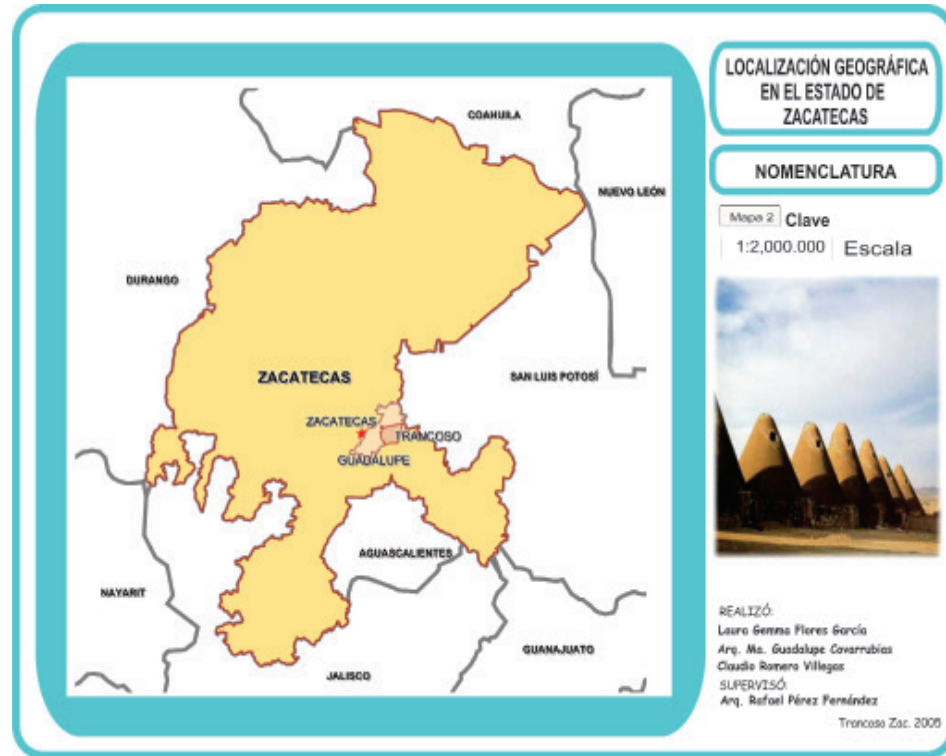 LOCALIZACIÓN GEOGRÁFICA
EN EL ESTADO DE
ZACATECAS
NOMENCLATURA
Mapa 2 Clave
1:2,000.000 Escala
COAHUILA
NUEVO LEÓN
DURANGO
ZACATECAS
SAN LUIS POTOSÍ
ZACATECAS
TRANCOSO
GUADALUPE
AGUASCALIENTES
NAYARIT
GUANAJUATO
JALISCO
REALIZÓ:
Laura Gemma Flores García
Arq. Ma. Guadalupe Covarrubias
Claudio Romero Villegas
SUPERVISÓ:
Arq. Rafael Pérez Fernández
Trancoso Zac. 2005